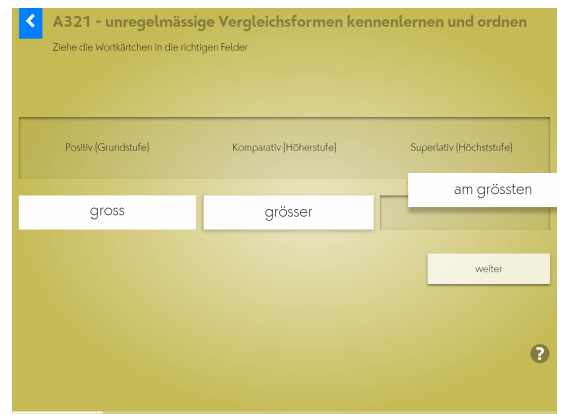 A321 - unregelmässige Vergleichsformen kennenlernen und ordnen
Ziehe die Wortkärtchen in die richtigen Felder
Positiv (Grundstufe) Komparativ (Höherstufe) Superlativ (Höchststufe)
am grössten
gross grösser
weiter
?